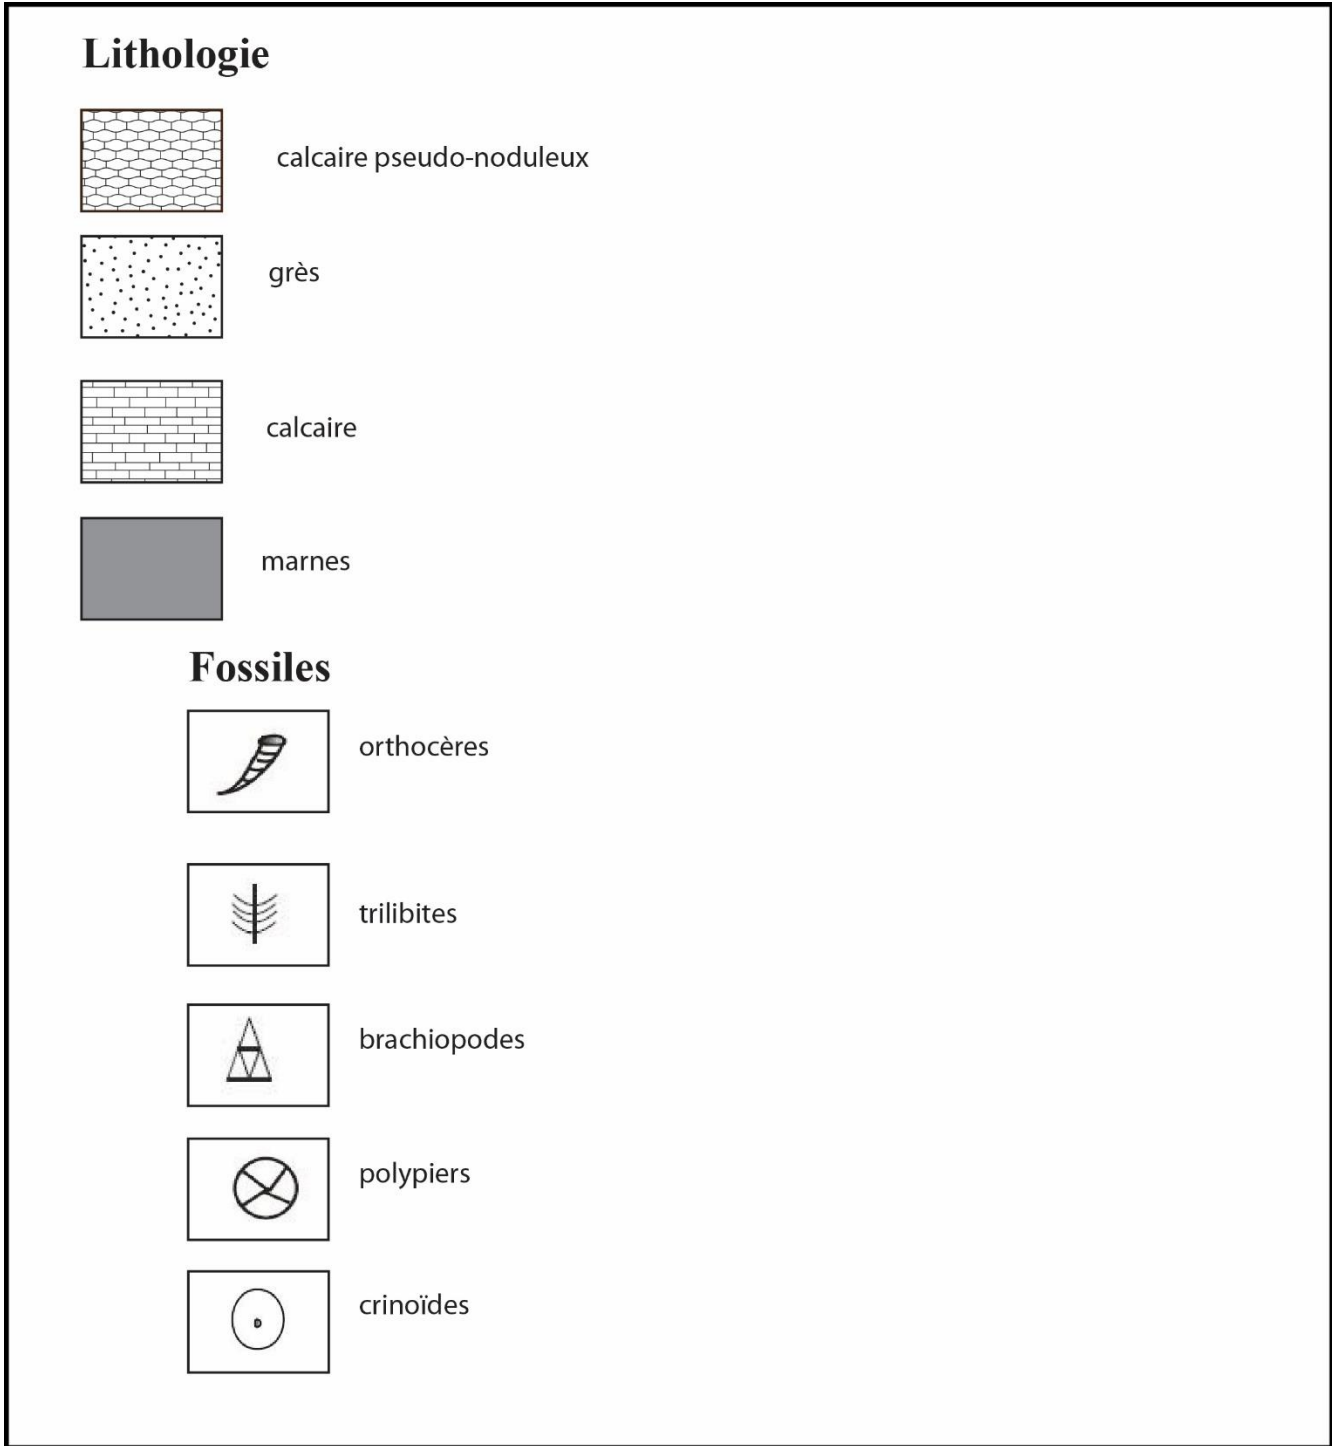 Lithologie
calcaire pseudo-noduleux
grès
calcaire
marnes
Fossiles
orthocères
trilibites
brachiopodes
polypiers
crinoïdes